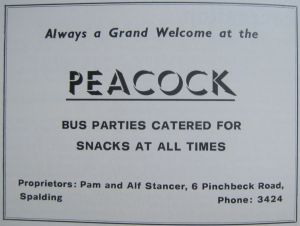 Always a Grand Welcome at the
PEACOCK
BUS PARTIES CATERED FOR
SNACKS AT ALL TIMES
Proprietors: Pam and Alf Stancer, 6 Pinchbeck Road,
Spalding Phone: 3424